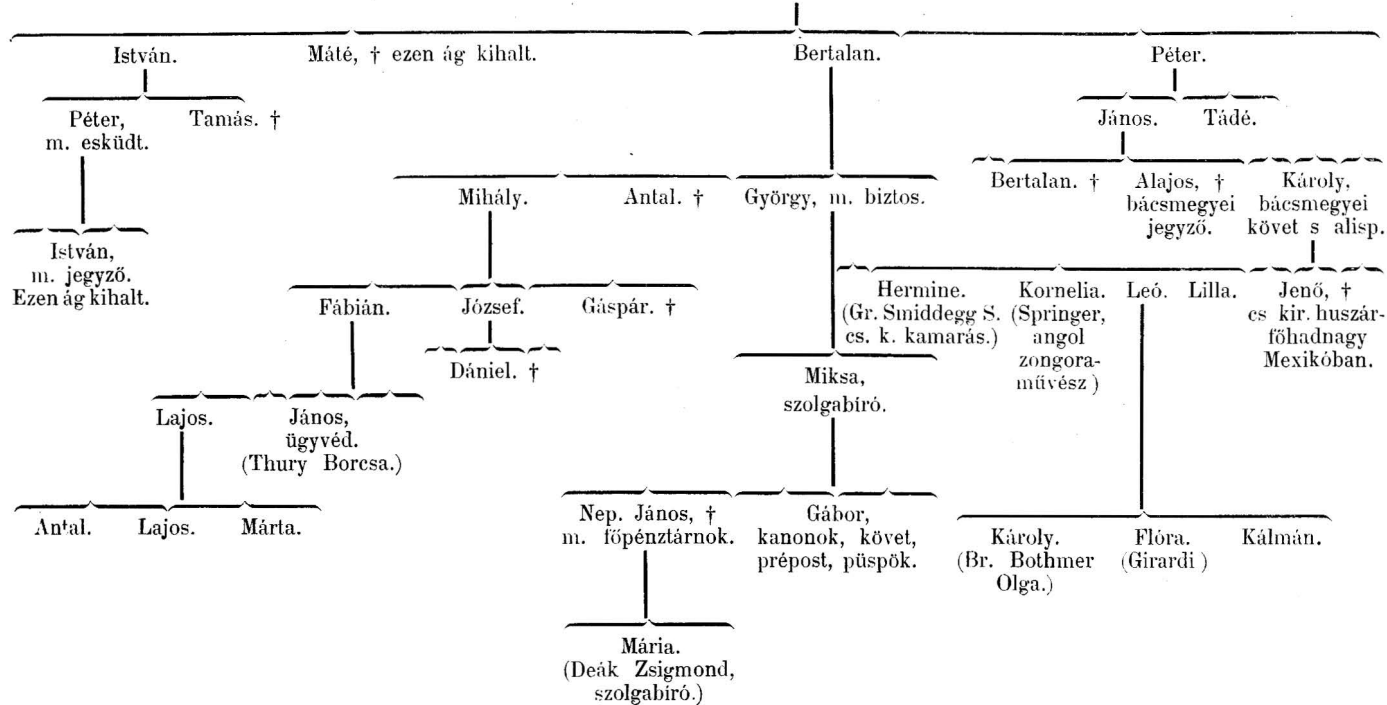 István. Máté, † ezen ág kihalt. Bertalan. Péter.
Péter, Tamás. † János. Tádé.
m. esküdt.
Mihály. Antal. † György, m. biztos. Bertalan. † Alajos, † Károly,
bácsmegyei bácsmegyei
jegyző. követ s alisp.
István,
m. jegyző.
Ezen ág kihalt.
Fábián. József. Gáspár. † Hermine. Kornelia. Leó. Lilla. Jenő, †
(Gr. Smiddegg S. (Springer, cs kir. huszár-
cs. k. kamarás.) angol főhadnagy
Dániel. † Miksa, zongora- Mexikóban.
szolgabíró. művész )
Lajos. János,
ügyvéd.
(Thury Borcsa.)
Antal. Lajos. Márta. Nep. János, † Gábor,
m. főpénztárnok. kanonok, követ,
prépost, püspök.
Károly. Flóra. Kálmán.
(Br. Bothmer (Girardi )
Olga.)
Mária.
(Deák Zsigmond,
szolgabíró.)